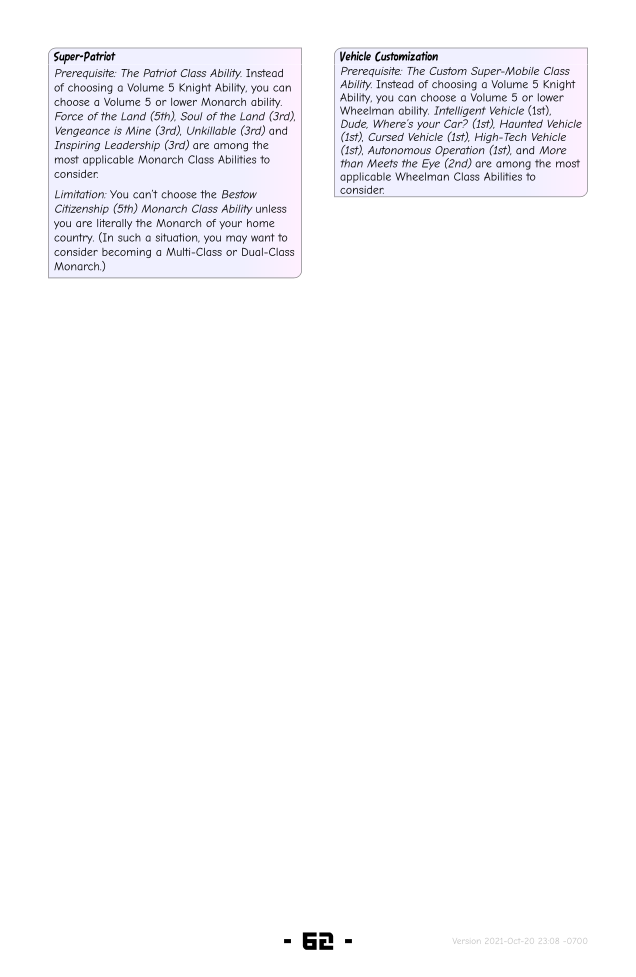 Super-Patriot
Prerequisite: The Patriot Class Ability. Instead
of choosing a Volume 5 Knight Ability, you can
choose a Volume 5 or lower Monarch ability.
Force of the Land (5th), Soul of the Land (3rd),
Vengeance is Mine (3rd), Unkillable (3rd) and
Inspiring Leadership (3rd) are among the
most applicable Monarch Class Abilities to
consider.
Limitation: You can't choose the Bestow
Citizenship (5th) Monarch Class Ability unless
you are literally the Monarch of your home
country. (In such a situation, you may want to
consider becoming a Multi-Class or Dual-Class
Monarch.)
Vehicle Customization
Prerequisite: The Custom Super-Mobile Class
Ability. Instead of choosing a Volume 5 Knight
Ability, you can choose a Volume 5 or lower
Wheelman ability. Intelligent Vehicle (1st),
Dude, Where's your Car? (1st), Haunted Vehicle
(1st), Cursed Vehicle (1st), High-Tech Vehicle
(1st), Autonomous Operation (1st), and More
than Meets the Eye (2nd) are among the most
applicable Wheelman Class Abilities to
consider.
- 62 -
Version 2021-Oct-20 23:08 -0700